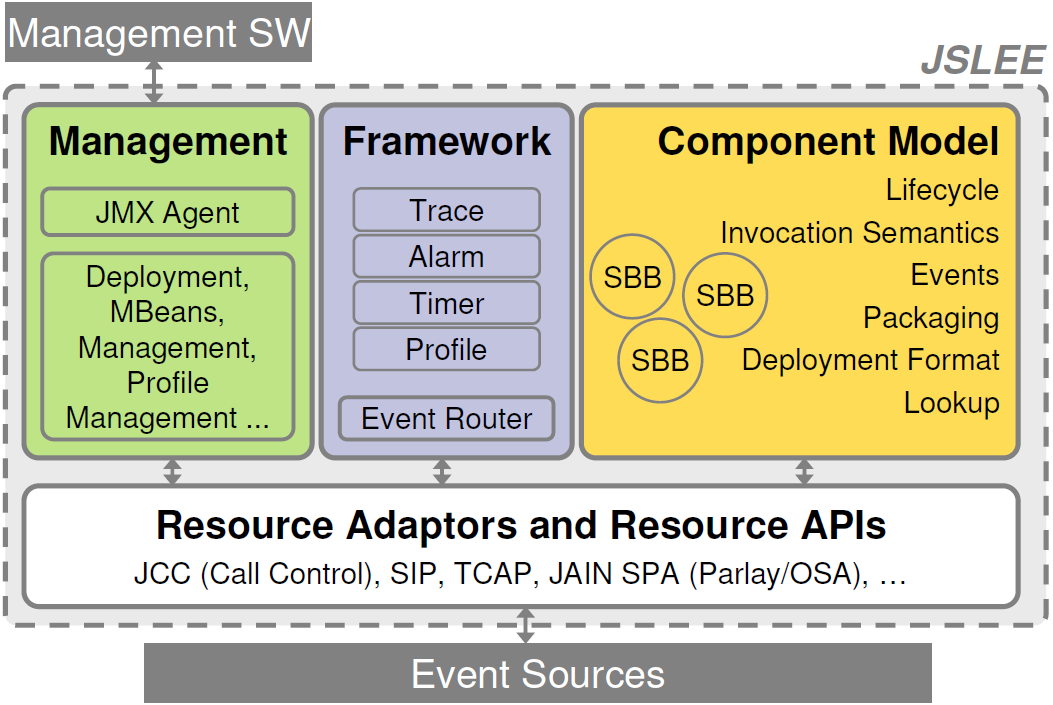 Management SW
JSLEE
Management
JMX Agent
Deployment,
MBeans,
Management,
Profile
Management ...
Framework
Trace
Alarm
Timer
Profile
Event Router
Component Model
Lifecycle
Invocation Semantics
Events
Packaging
Deployment Format
Lookup
SBB
SBB
SBB
Resource Adaptors and Resource APIs
JCC (Call Control), SIP, TCAP, JAIN SPA (Parlay/OSA), ...
Event Sources